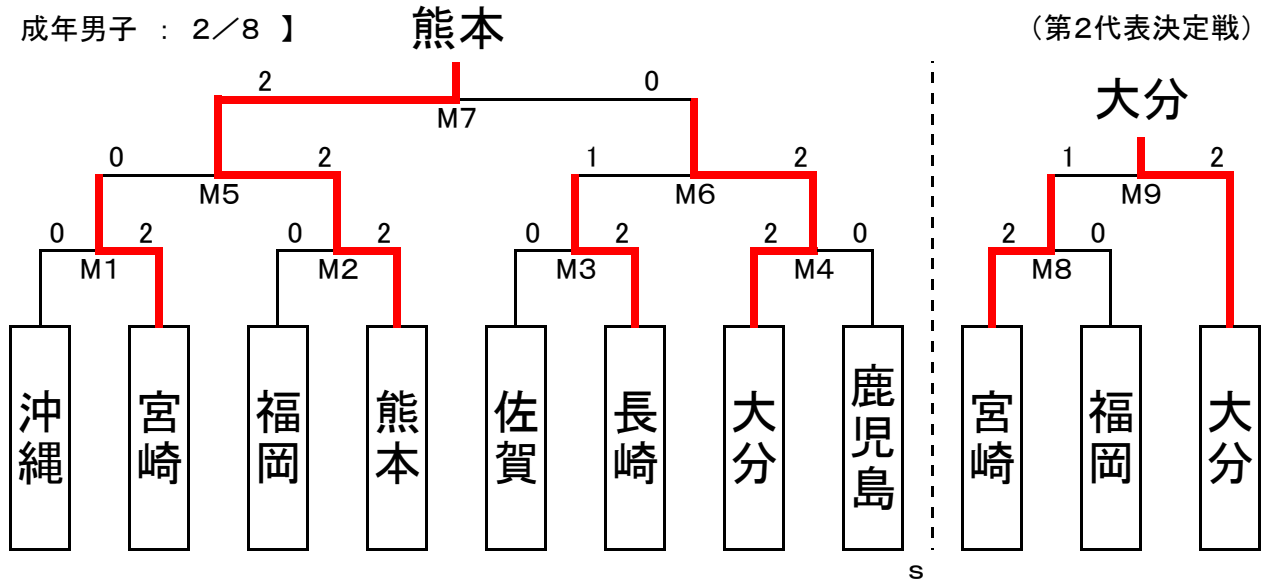 成年男子 : 2/8 】
熊本
(第2代表決定戦)
2 0
M7
大分
0 2 1 2
M5 M6
1 2
M9
0 2 0 2 0 2 2 0
M1 M2 M3 M4
2 0
M8
沖縄
宮崎
福岡
熊本
佐賀
長崎
大分
鹿児島
宮崎
福岡
大分
s